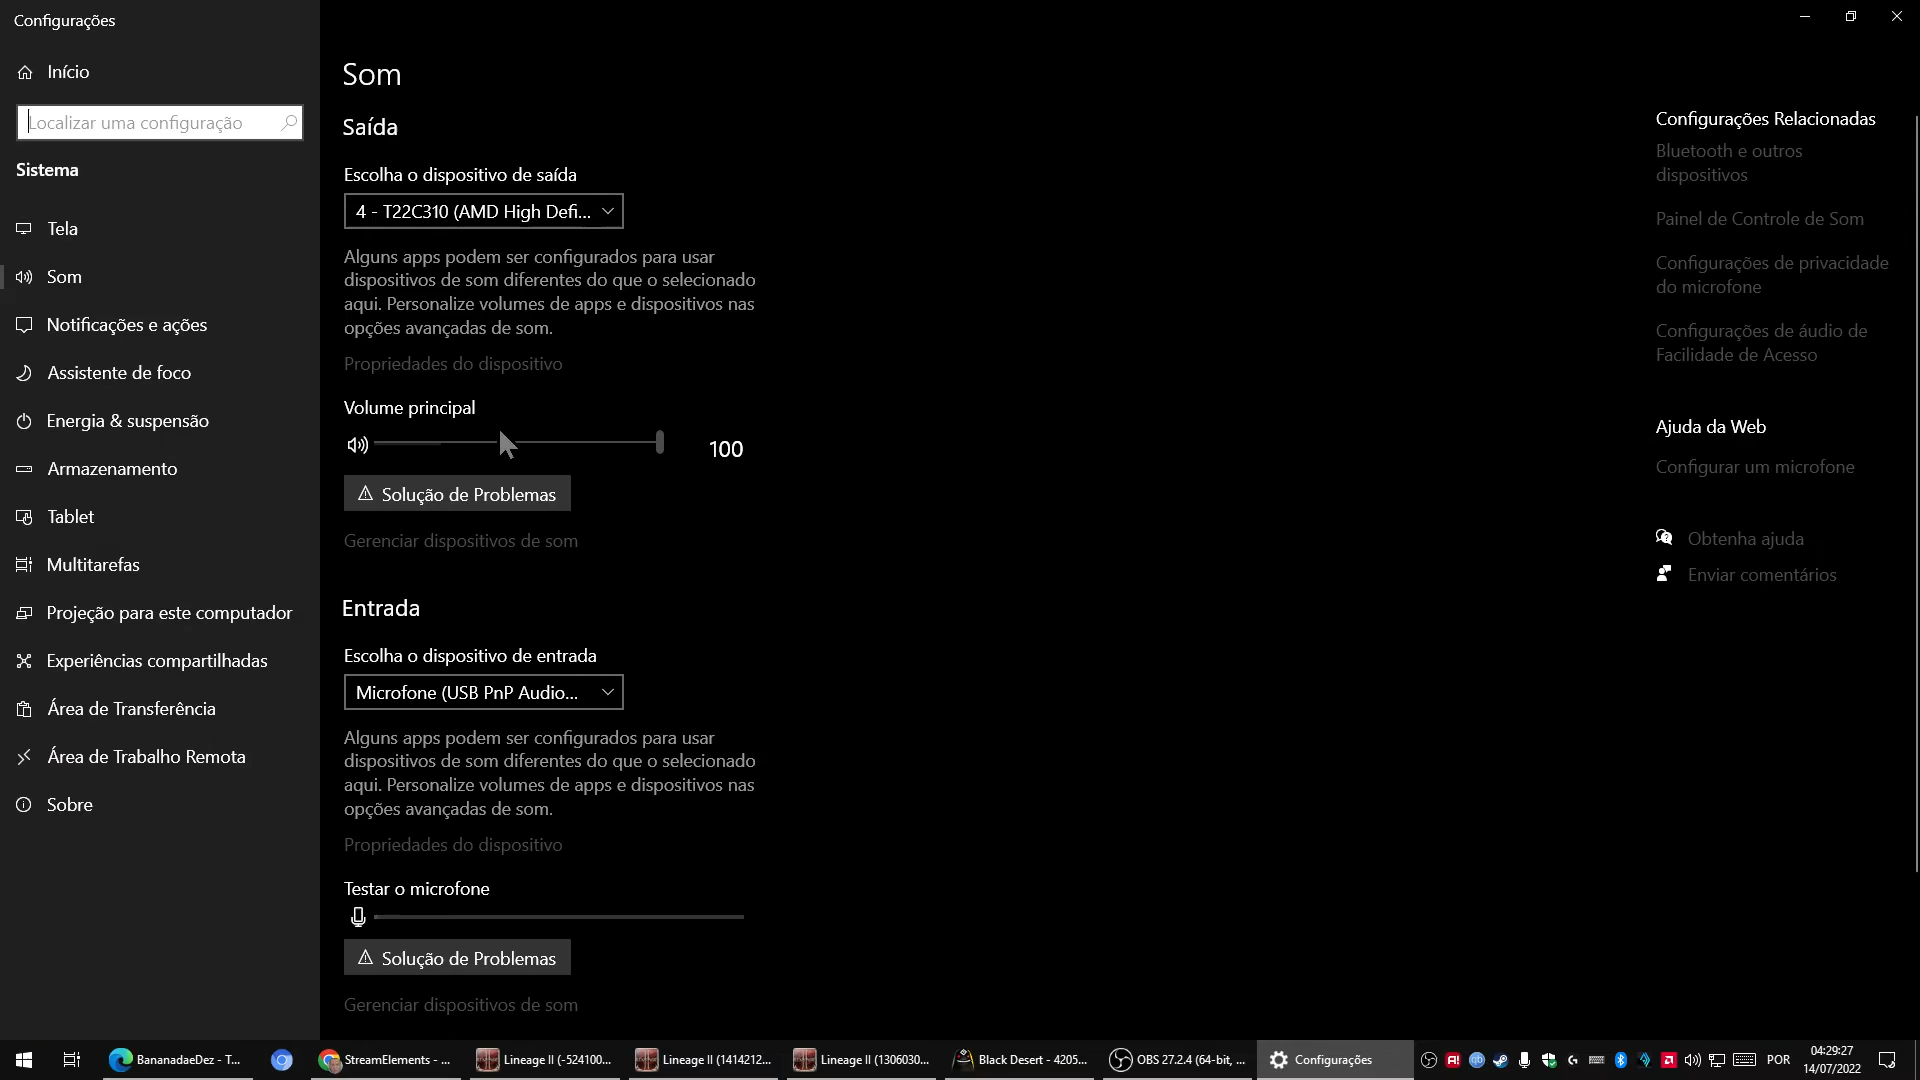 Configurações
Início
Localizar uma configuração
Sistema
Tela
Som
Notificações e ações
Assistente de foco
Energia & suspensão
Armazenamento
Tablet
Multitarefas
Projeção para este computador
Experiências compartilhadas
Área de Transferência
Área de Trabalho Remota
Sobre
Som
Saída
Escolha o dispositivo de saída
4 - T22C310 (AMD High Defi...
Alguns apps podem ser configurados para usar
dispositivos de som diferentes do que o selecionado
aqui. Personalize volumes de apps e dispositivos nas
opções avançadas de som.
Propriedades do dispositivo
Volume principal
100
Solução de Problemas
Gerenciar dispositivos de som
Entrada
Escolha o dispositivo de entrada
Microfone (USB PnP Audio...
Alguns apps podem ser configurados para usar
dispositivos de som diferentes do que o selecionado
aqui. Personalize volumes de apps e dispositivos nas
opções avançadas de som.
Propriedades do dispositivo
Testar o microfone
Solução de Problemas
Gerenciar dispositivos de som
Configurações Relacionadas
Bluetooth e outros
dispositivos
Painel de Controle de Som
Configurações de privacidade
do microfone
Configurações de áudio de
Facilidade de Acesso
Ajuda da Web
Configurar um microfone
Obtenha ajuda
Enviar comentários
BananadaeDez - T...
StreamElements - ...
Lineage II (-524100...
Lineage II (1414212...
Lineage II (1306030...
Black Desert - 4205...
OBS 27.2.4 (64-bit, ...
Configurações
POR
04:29:27
14/07/2022